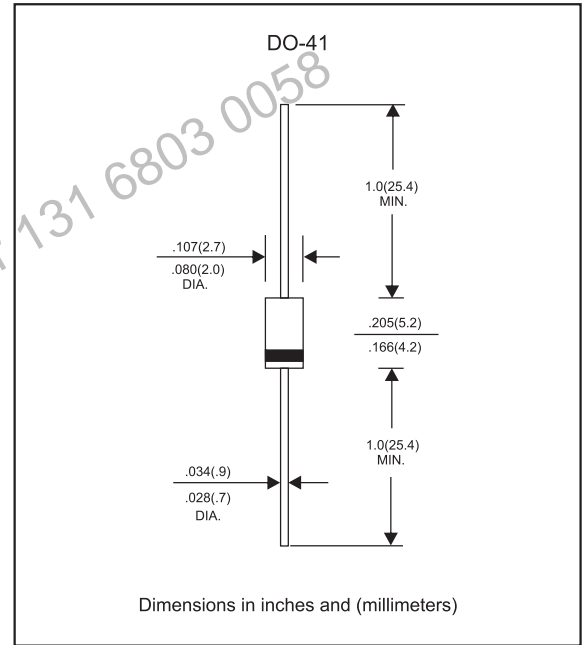 DO-41
131 6803 0058
1.0(25.4)
MIN.
.107(2.7)
.080(2.0)
DIA.
.205(5.2)
.166(4.2)
1.0(25.4)
MIN.
.034(.9)
.028(.7)
DIA.
Dimensions in inches and (millimeters)